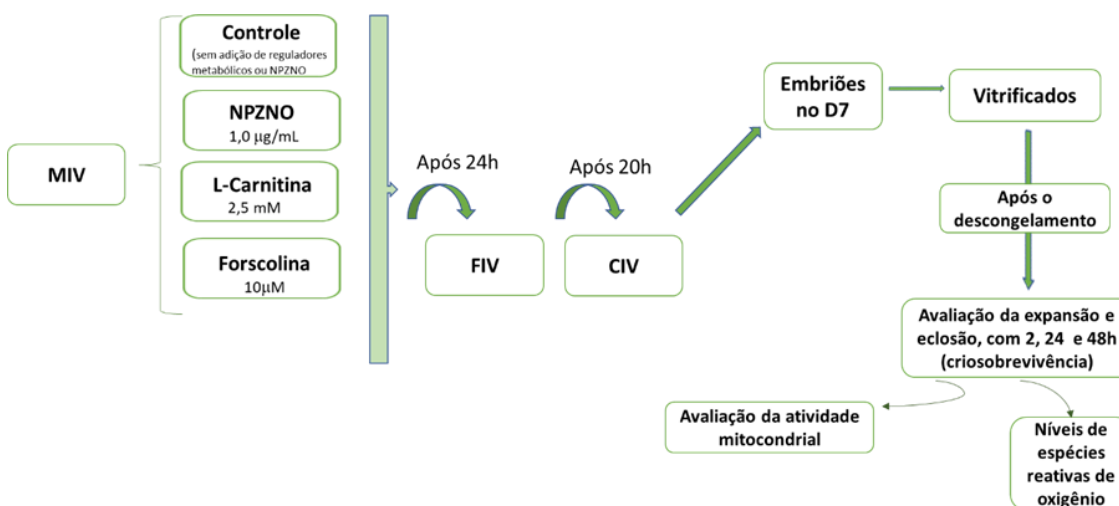 MIV
Controle
(sem adição de reguladores
metabólicos ou NPZNO
NPZNO
1,0 µg/mL
L-Carnitina
2,5 mM
Forscolina
10µM
Após 24h
FIV
Após 20h
CIV
Embriões
no D7
Vitrificados
Após o
descongelamento
Avaliação da expansão e
eclosão, com 2, 24 e 48h
(criosobrevivência)
Avaliação da atividade
mitocondrial
Níveis de
espécies
reativas de
oxigênio